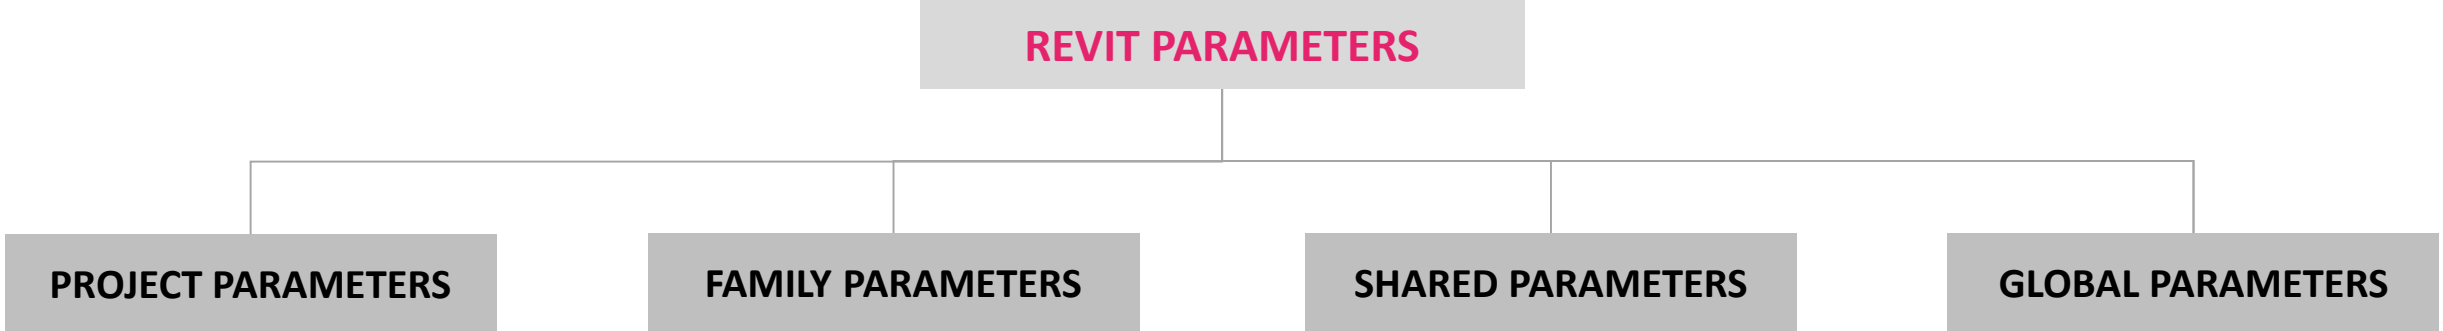 REVIT PARAMETERS
PROJECT PARAMETERS
FAMILY PARAMETERS
SHARED PARAMETERS
GLOBAL PARAMETERS